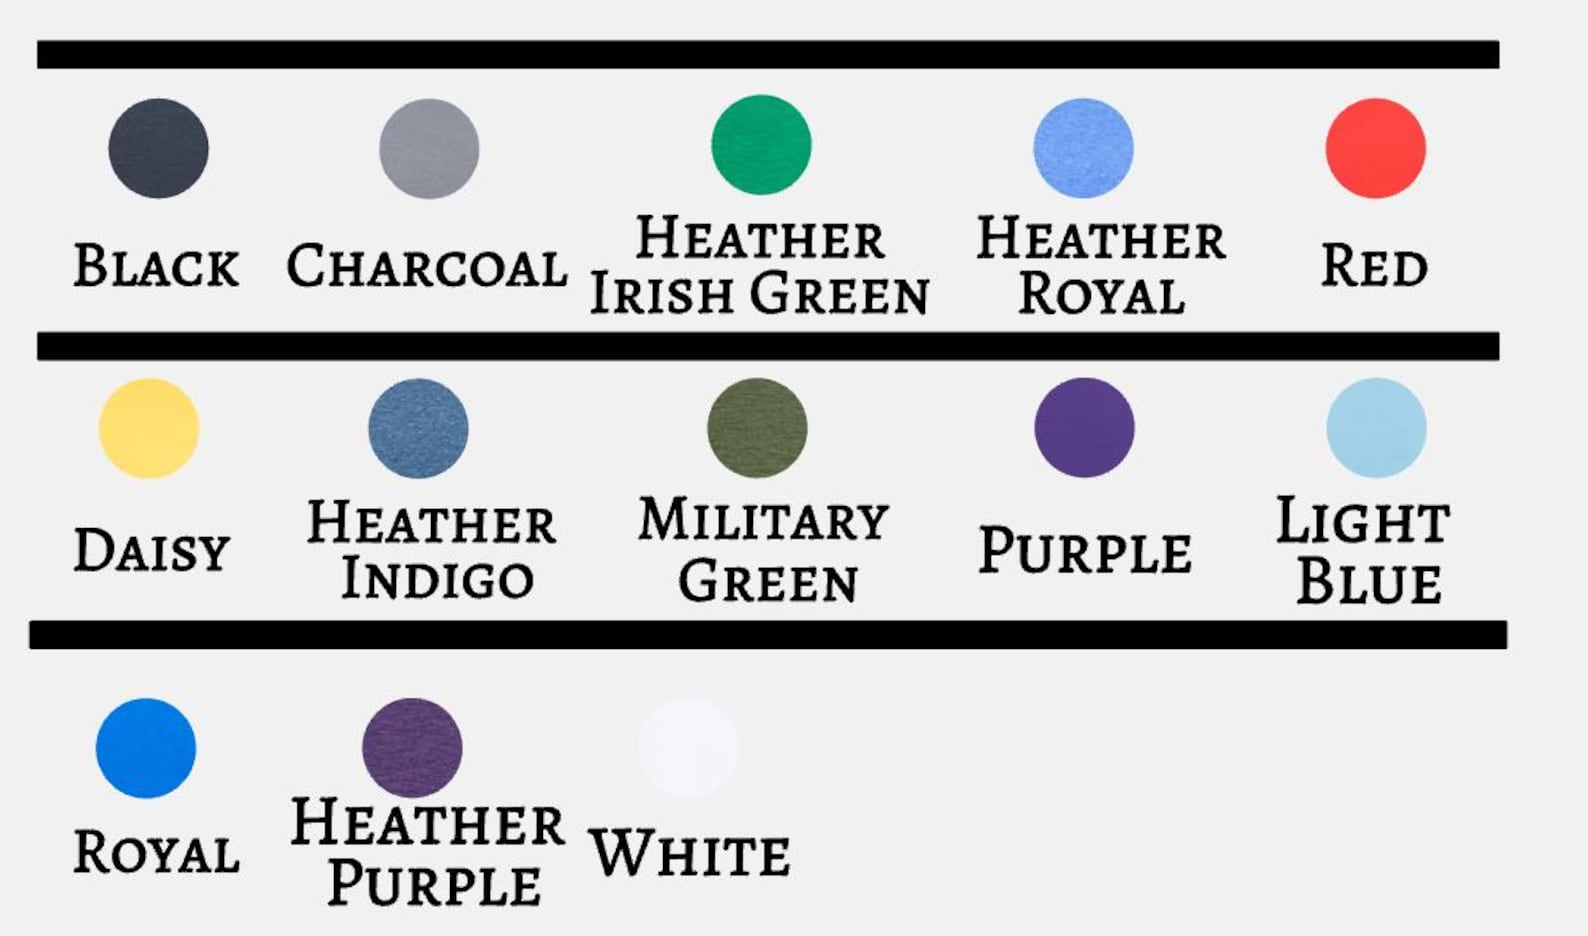 Black
Charcoal
Heather
Irish Green
Heather
Royal
Red
Daisy
Heather
Indigo
Military
Green
Purple
Light
Blue
Royal
Heather
Purple
White